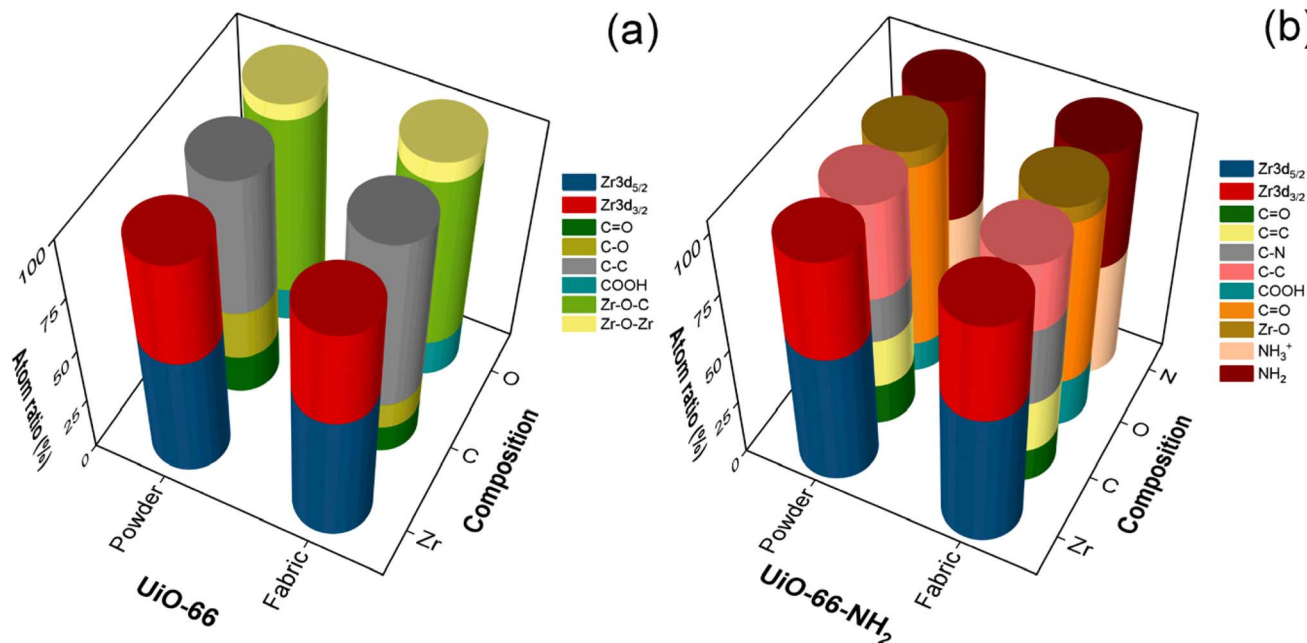 (a)
100
75
50
25
0
Atom ratio (%)
Powder
Fabric
UiO-66
Zr
C
O
Composition
Zr3d5/2
Zr3d3/2
C=O
C-O
C-C
COOH
Zr-O-C
Zr-O-Zr
(b)
100
75
50
25
0
Atom ratio (%)
Powder
Fabric
UiO-66-NH2
Zr
C
O
N
Composition
Zr3d5/2
Zr3d3/2
C=O
C=C
C-N
C-C
COOH
C=O
Zr-O
NH3+
NH2